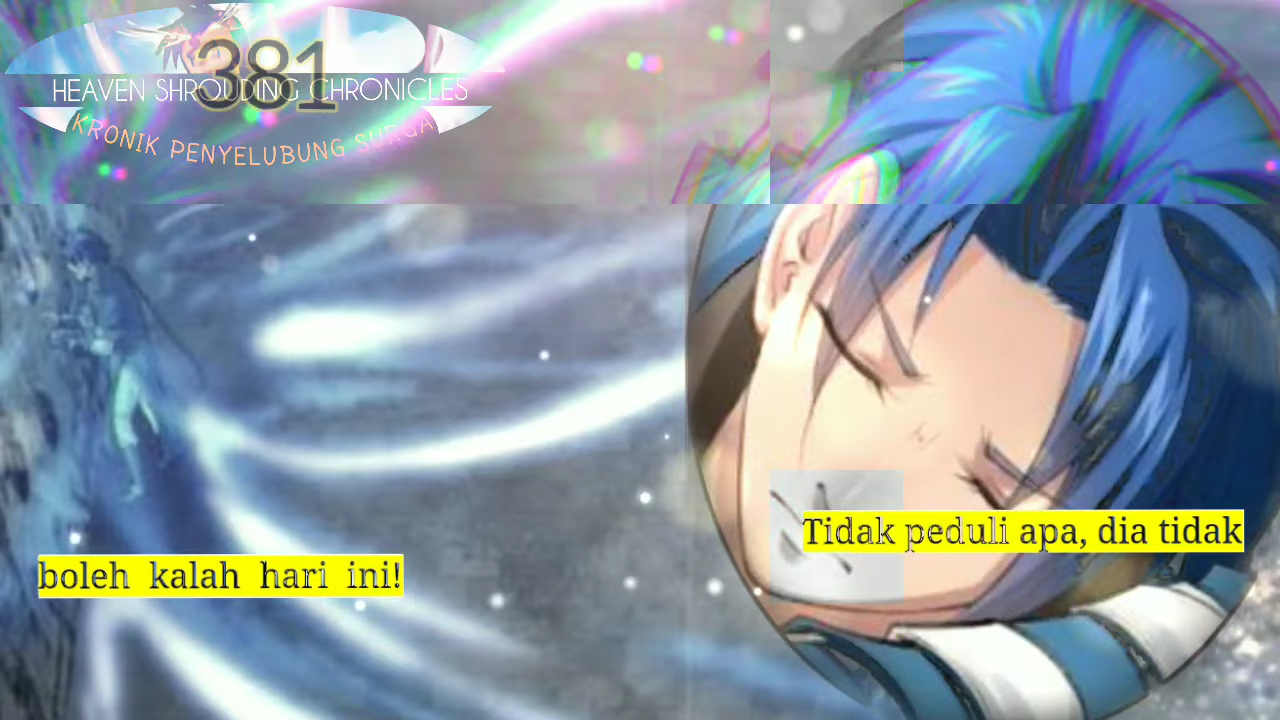 381
HEAVEN SHROUDING CHRONICLES
KRONIK PENYELUBUNG SURGA
Tidak peduli apa, dia tidak
boleh kalah hari ini!